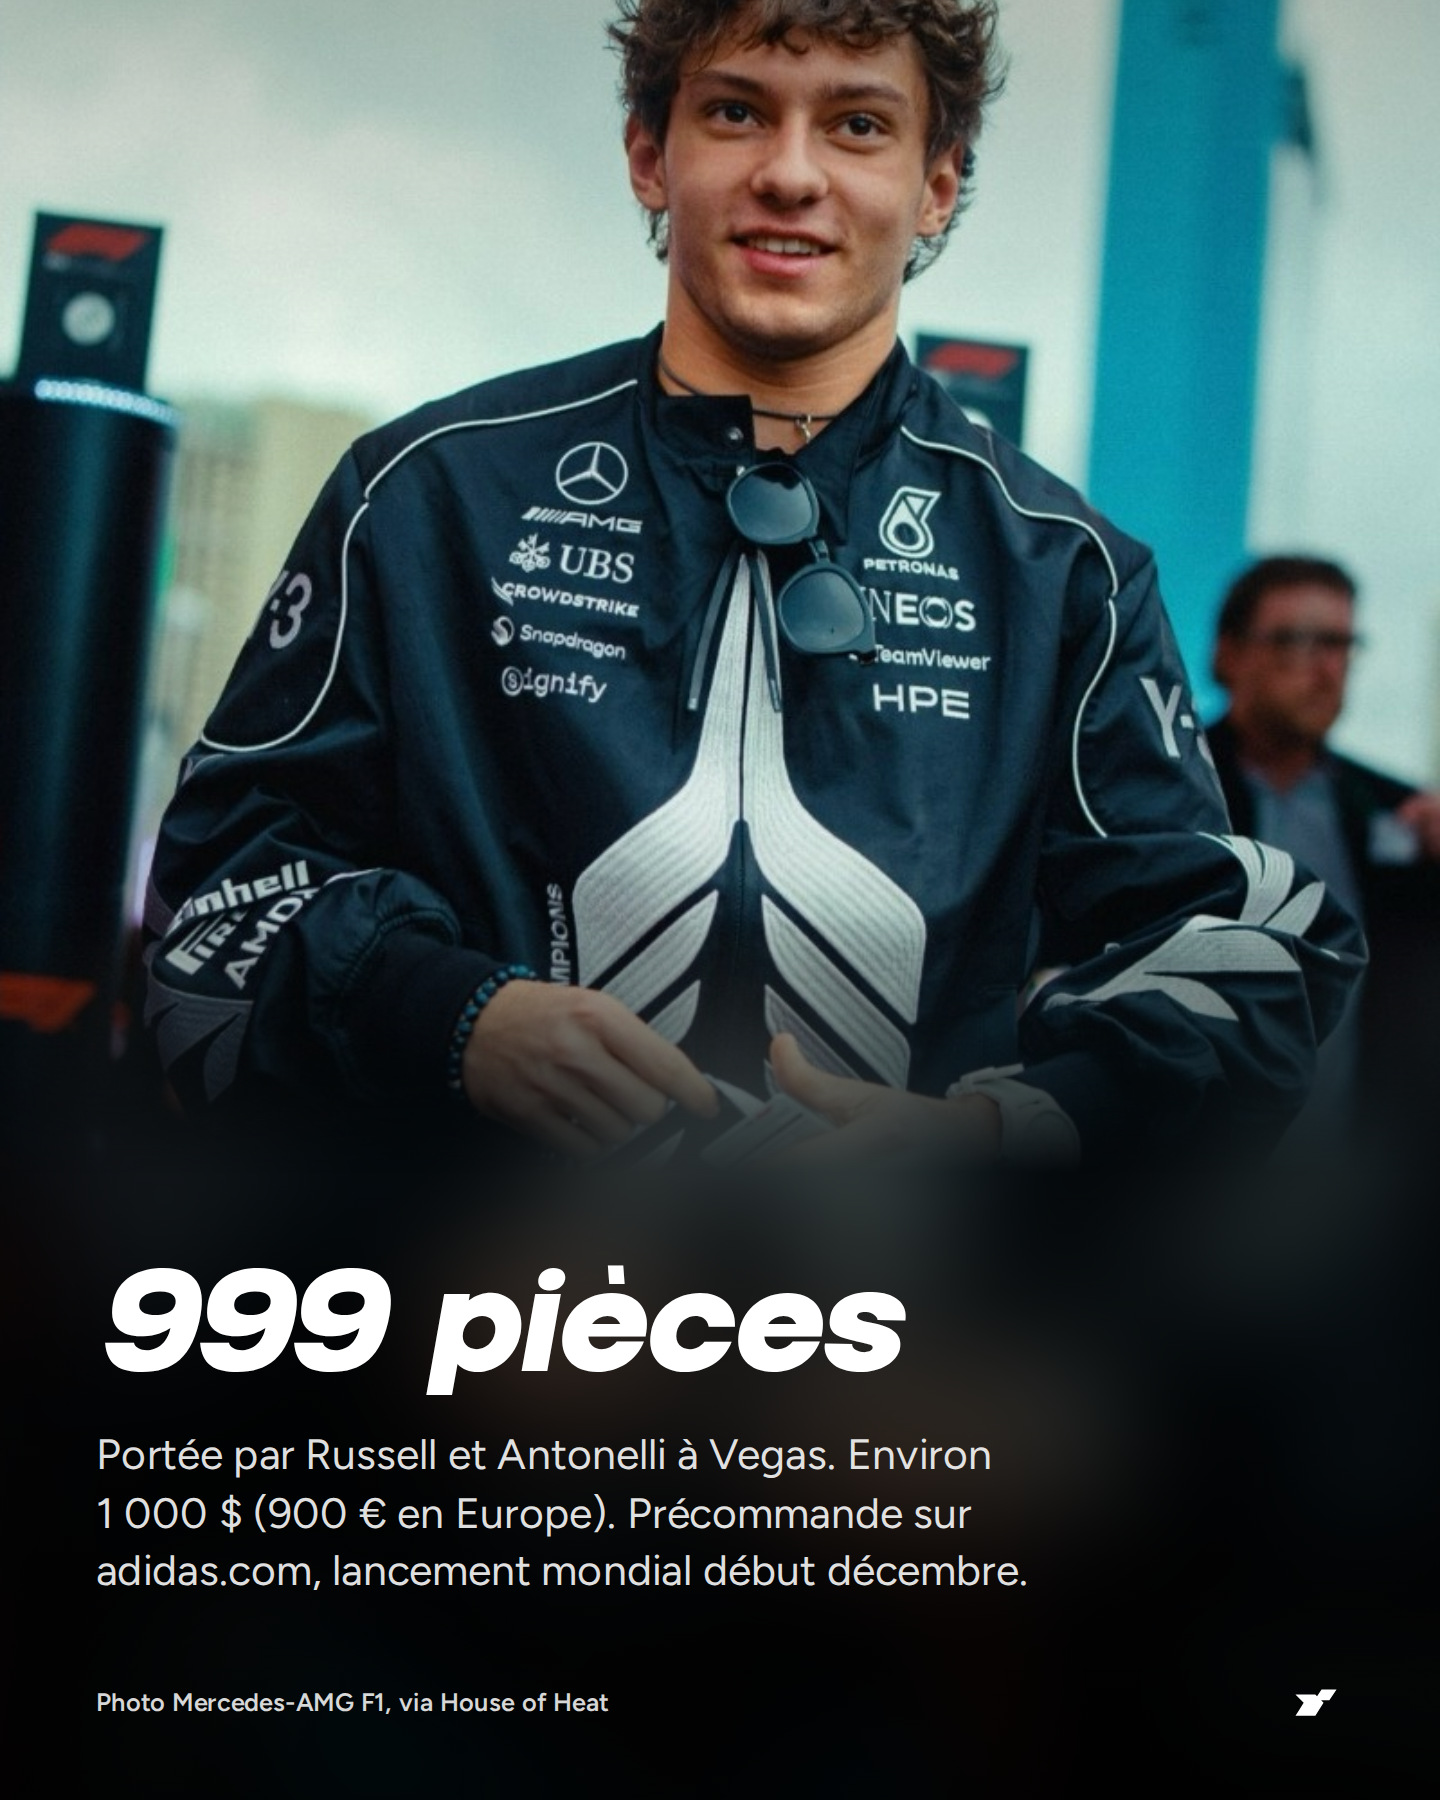 AMG
UBS
CROWDSTRIKE
Snapdragon
Signify
PETRONAS
INEOS
TeamViewer
HPE
999 pièces
Portée par Russell et Antonelli à Vegas. Environ
1 000 $ (900 € en Europe). Précommande sur
adidas.com, lancement mondial début décembre.
Photo Mercedes-AMG F1, via House of Heat